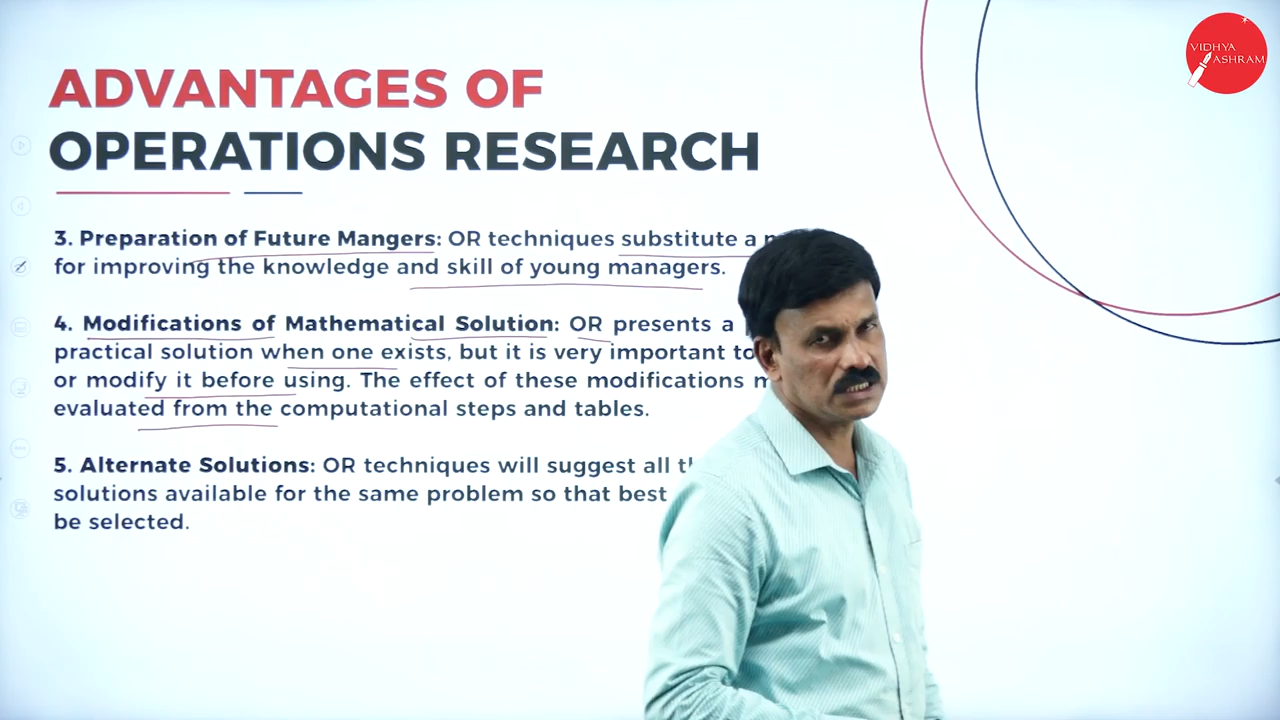 VIDHYA
ASHRAM
ADVANTAGES OF
OPERATIONS RESEARCH
3. Preparation of Future Mangers: OR techniques substitute a
for improving the knowledge and skill of young managers.
4. Modifications of Mathematical Solution: OR presents a
practical solution when one exists, but it is very important to
or modify it before using. The effect of these modifications
evaluated from the computational steps and tables.
5. Alternate Solutions: OR techniques will suggest all
solutions available for the same problem so that best
be selected.